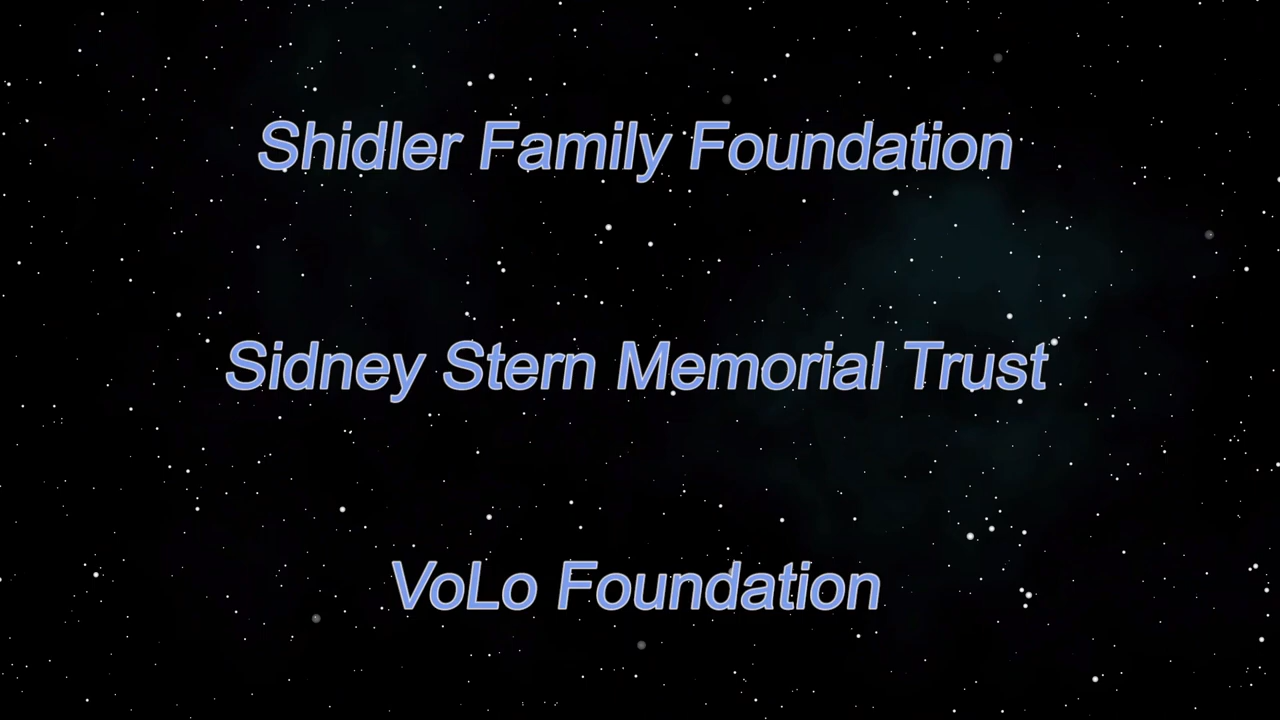 Shidler Family Foundation
Sidney Stern Memorial Trust
VoLo Foundation